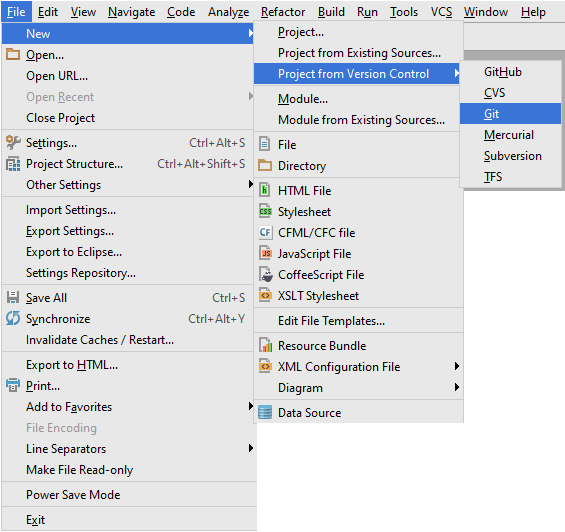 File Edit View Navigate Code Analyze Refactor Build Run Tools VCS Window Help
New
Open...
Open URL...
Open Recent
Close Project
Settings... Ctrl+Alt+S
Project Structure... Ctrl+Alt+Shift+S
Other Settings
Import Settings...
Export Settings...
Export to Eclipse...
Settings Repository...
Save All Ctrl+S
Synchronize Ctrl+Alt+Y
Invalidate Caches / Restart...
Export to HTML...
Print...
Add to Favorites
File Encoding
Line Separators
Make File Read-only
Power Save Mode
Exit
Project...
Project from Existing Sources...
Project from Version Control
Module...
Module from Existing Sources...
File
Directory
HTML File
Stylesheet
CFML/CFC file
JavaScript File
CoffeeScript File
XSLT Stylesheet
Edit File Templates...
Resource Bundle
XML Configuration File
Diagram
Data Source
GitHub
CVS
Git
Mercurial
Subversion
TFS